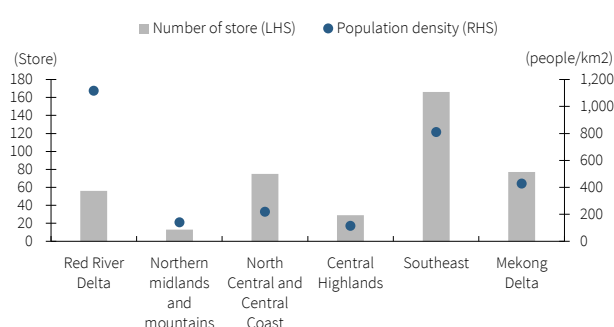 Number of store (LHS) Population density (RHS)
(Store) (people/km2)
180 1,200
160 1,000
140
120 800
100 600
80
60 400
40 200
20
0 0
Red River Northern North Central Southeast Mekong
Delta midlands Central and Highlands Delta
and Central
mountains Coast